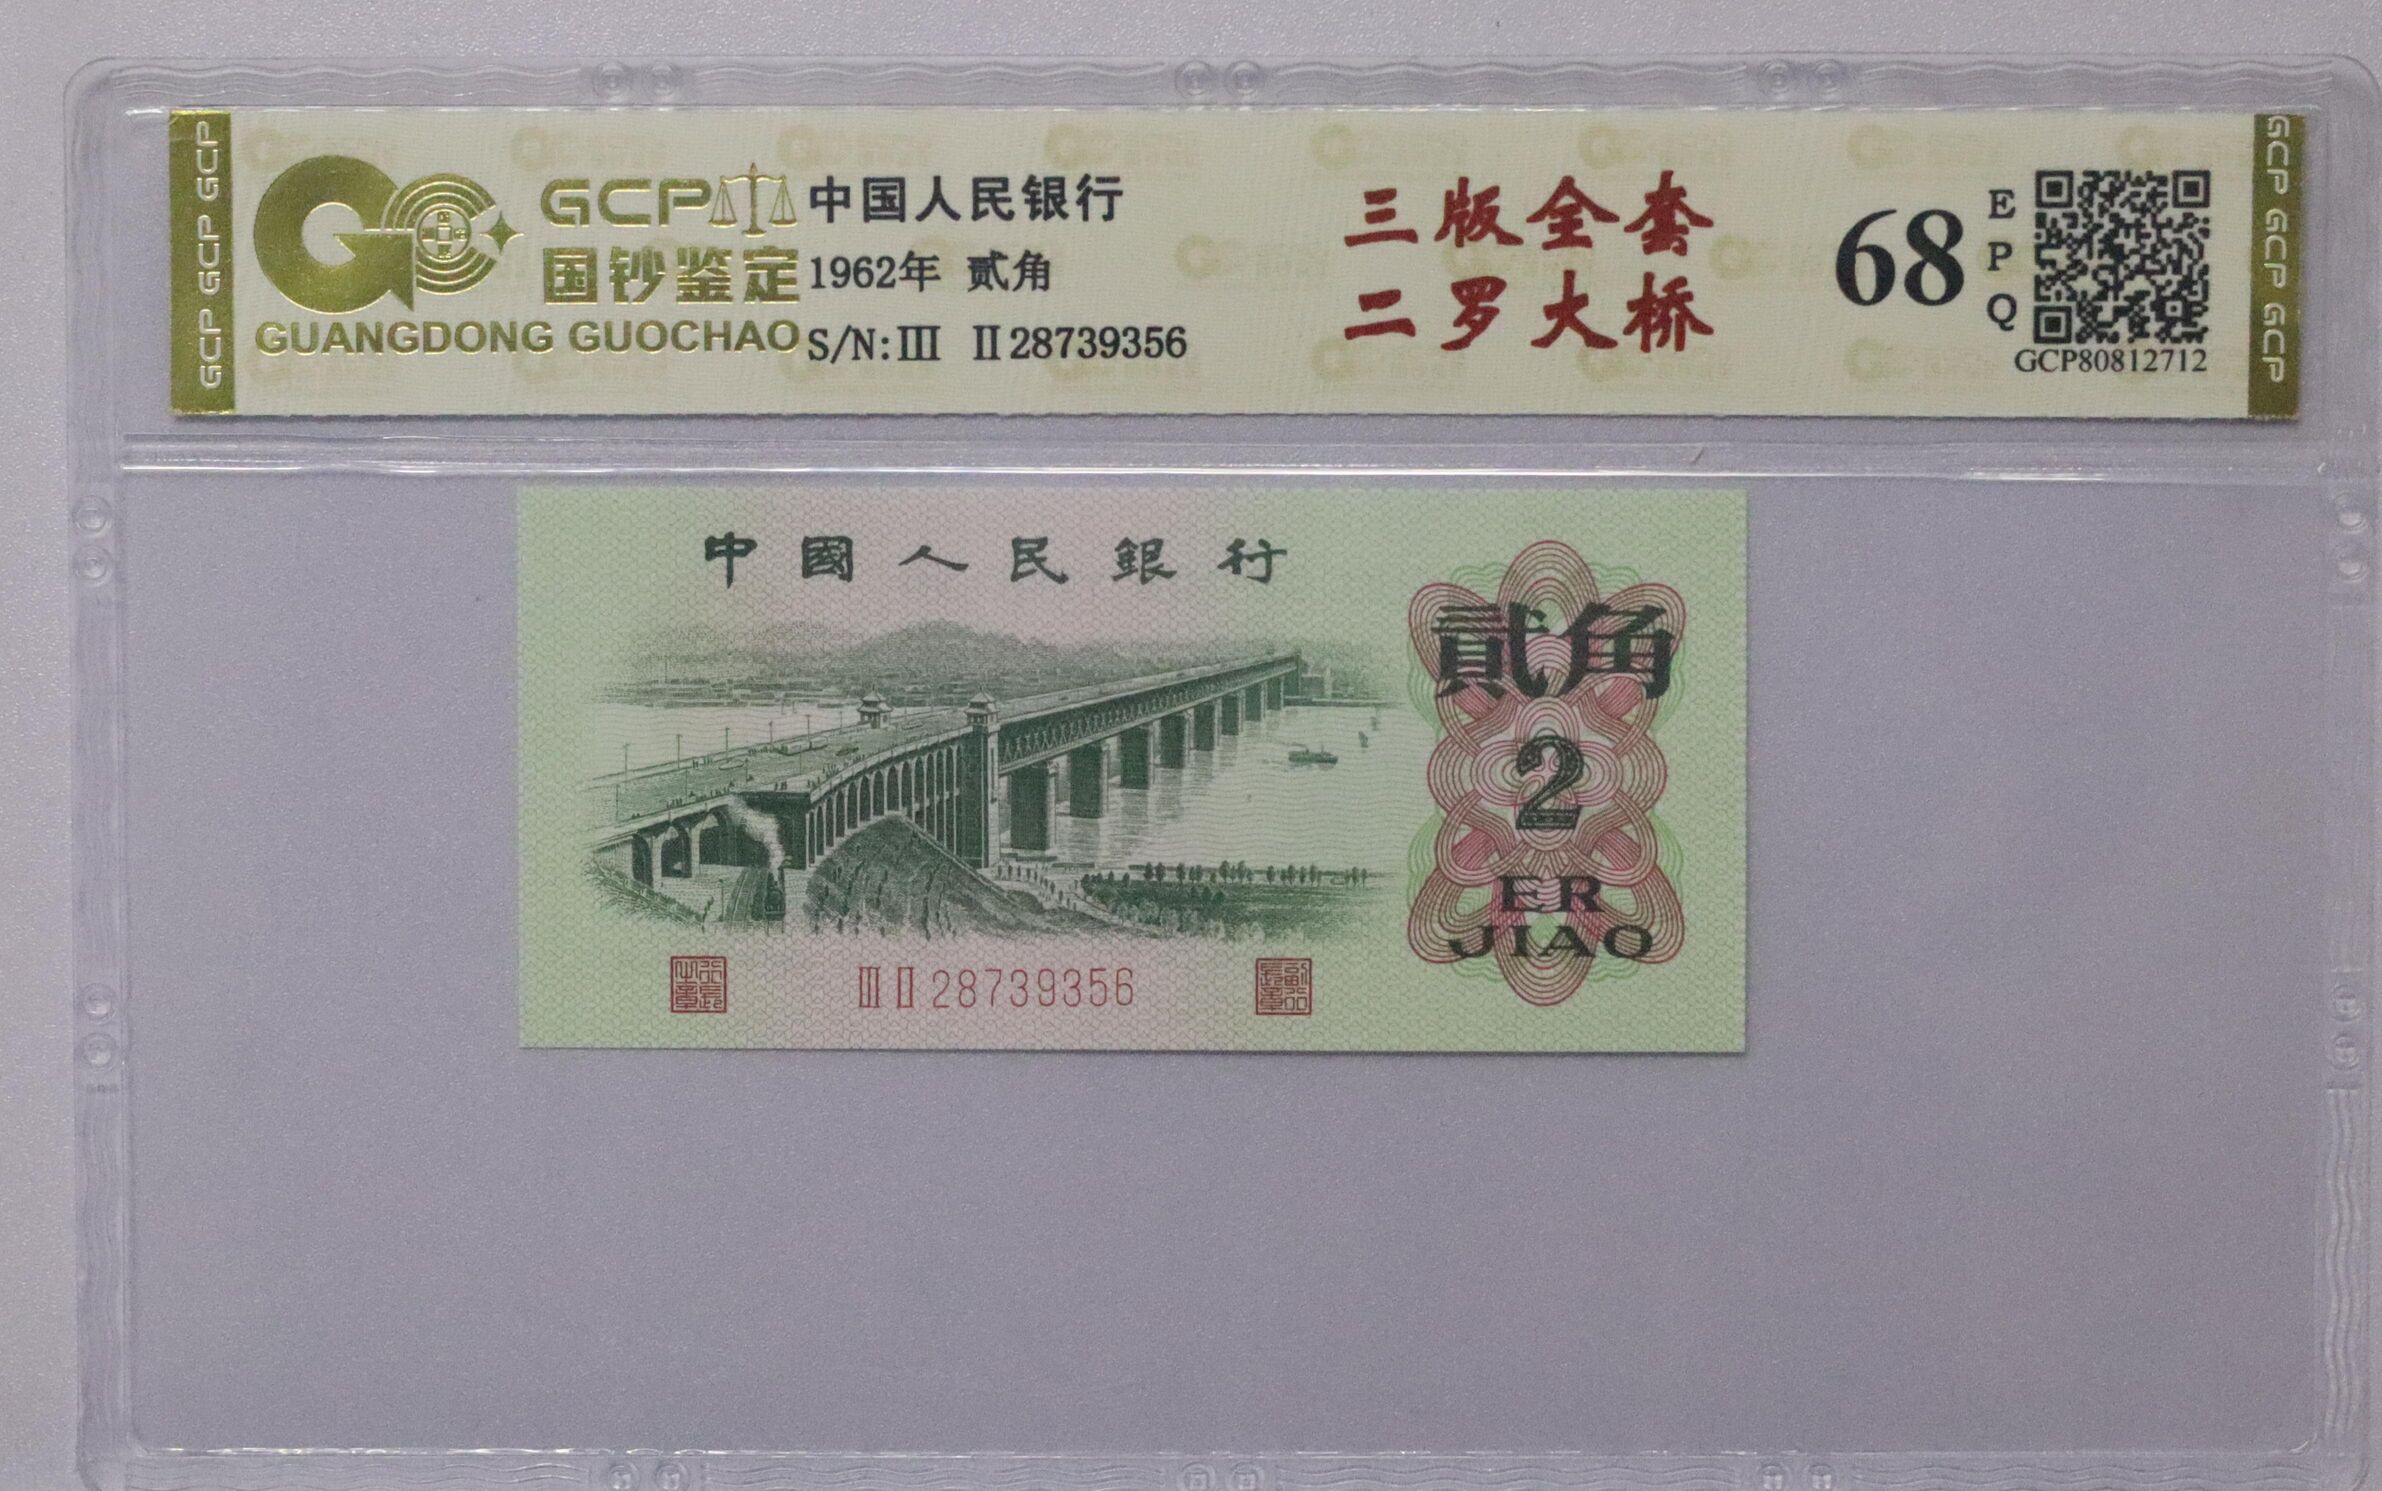 GCP GCP GCP
GCP
国钞鉴定
GUANGDONG GUOCHAO
中国人民银行
1962年 贰角
S/N:III II 28739356
三版全套
二罗大桥
68
EPQ
GCP80812712
GCP GCP GCP
中國人民銀行
貳角
2
ER
JIAO
III II 28739356